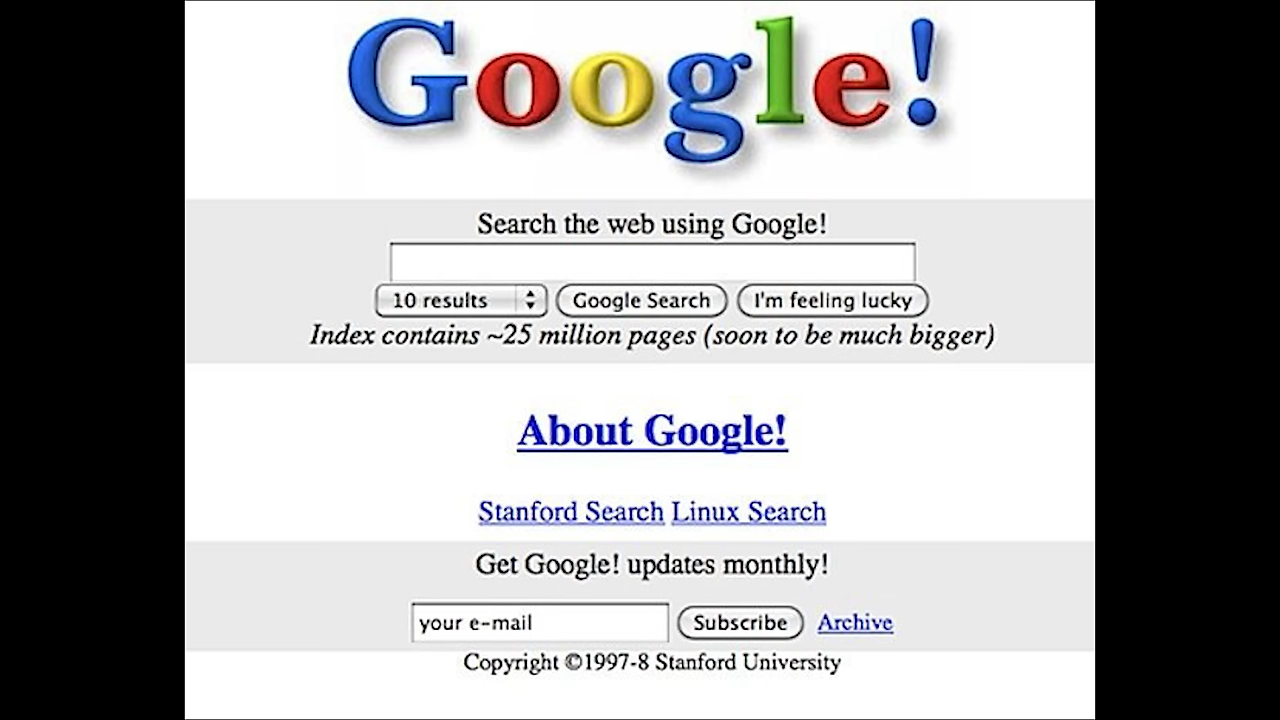 Google!
Search the web using Google!
10 results Google Search I'm feeling lucky
Index contains ~25 million pages (soon to be much bigger)
About Google!
Stanford Search Linux Search
Get Google! updates monthly!
your e-mail Subscribe Archive
Copyright ©1997-8 Stanford University